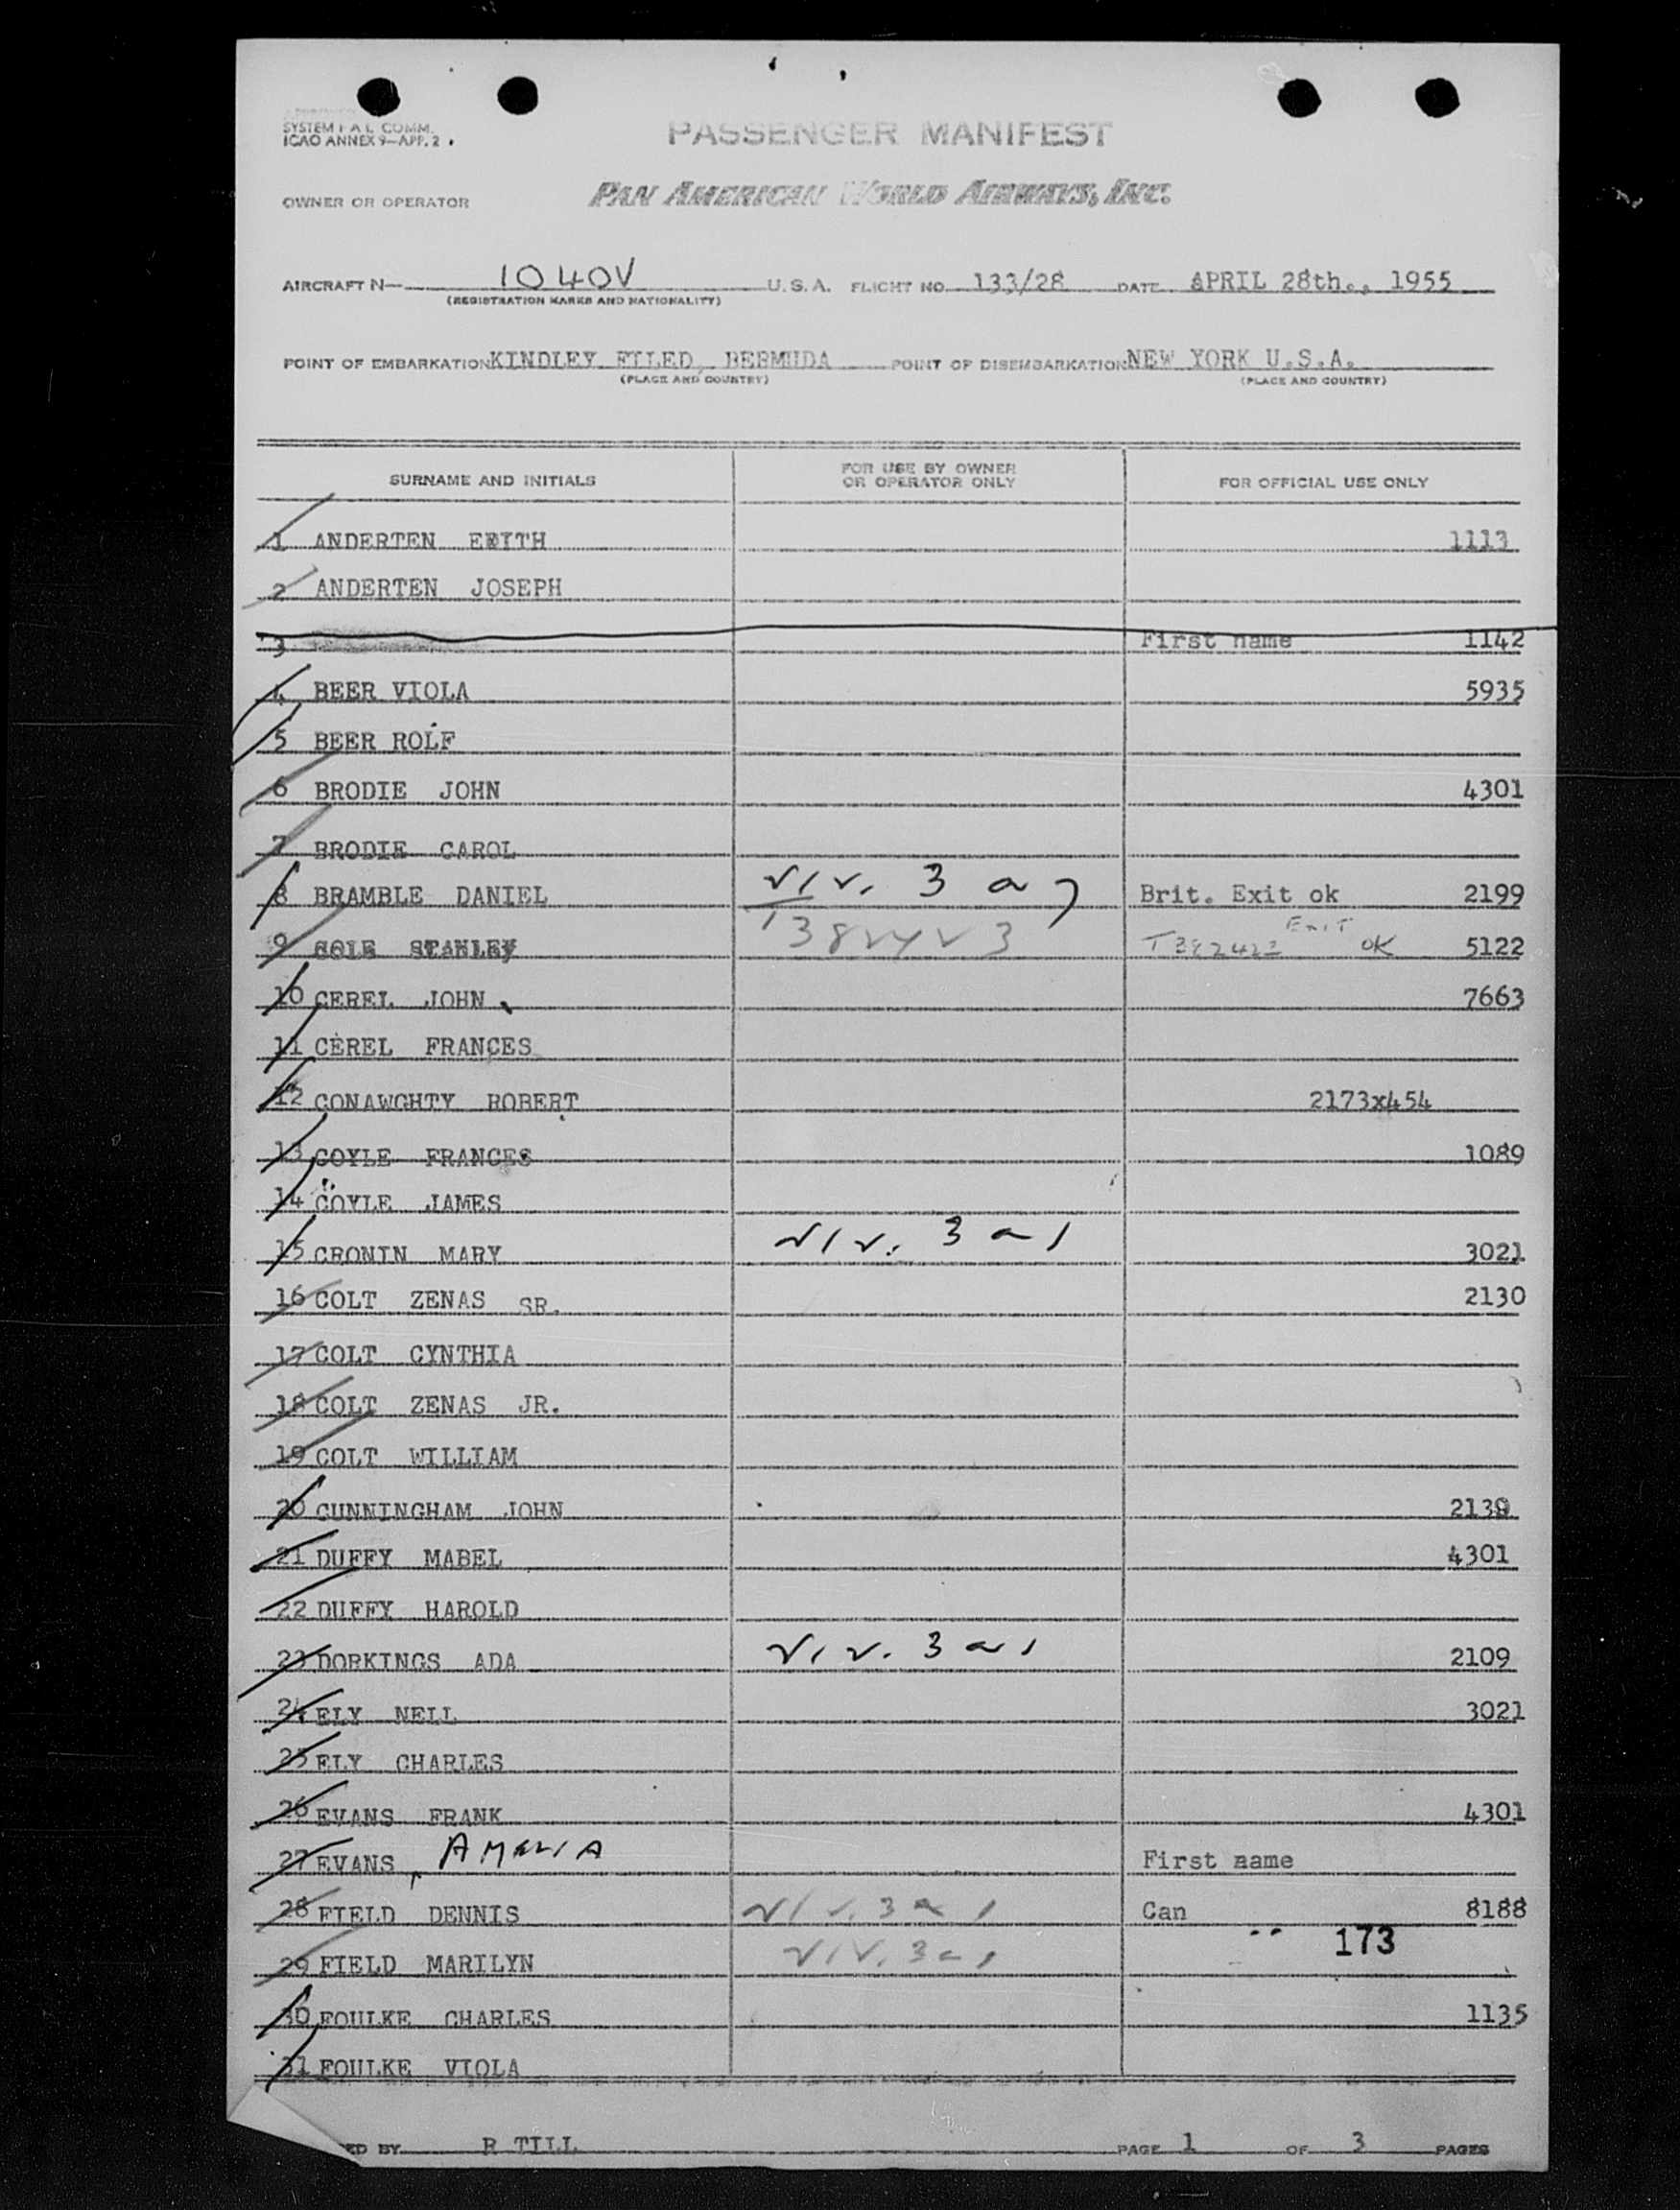 SYSTEM F A L COMM.
ICAO ANNEX 9—APP. 2
PASSENGER MANIFEST
OWNER OR OPERATOR PAN AMERICAN WORLD AIRWAYS, INC.
AIRCRAFT N— 1040V U.S.A. FLIGHT NO. 133/28 DATE APRIL 28th., 1955
(REGISTRATION MARKS AND NATIONALITY)
POINT OF EMBARKATION KINDLEY FILED, BERMUDA POINT OF DISEMBARKATION NEW YORK U.S.A.
(PLACE AND COUNTRY) (PLACE AND COUNTRY)
SURNAME AND INITIALS FOR USE BY OWNER OR OPERATOR ONLY FOR OFFICIAL USE ONLY
1 ANDERTEN EDITH 1113
2 ANDERTEN JOSEPH
3 First name 1142
4 BEER VIOLA 5935
5 BEER ROLF
6 BRODIE JOHN 4301
7 BRODIE CAROL
8 BRAMBLE DANIEL Brit. Exit ok 2199
9 COLE STANLEY EXIT OK 5122
10 CEREL JOHN 7663
11 CEREL FRANCES
12 CONAWGHTY ROBERT 2173x454
13 COYLE FRANCES 1089
14 COYLE JAMES
15 CRONIN MARY 3021
16 COLT ZENAS SR. 2130
17 COLT CYNTHIA
18 COLT ZENAS JR.
19 COLT WILLIAM
20 CUNNINGHAM JOHN 2139
21 DUFFY MABEL 4301
22 DUFFY HAROLD
23 DORKINGS ADA 2109
24 ELY NELL 3021
25 ELY CHARLES
26 EVANS FRANK 4301
27 EVANS, AMELIA First name
28 FIELD DENNIS Can 8188
173
29 FIELD MARILYN
30 FOULKE CHARLES 1135
31 FOULKE VIOLA
ED BY R TILL PAGE 1 OF 3 PAGES